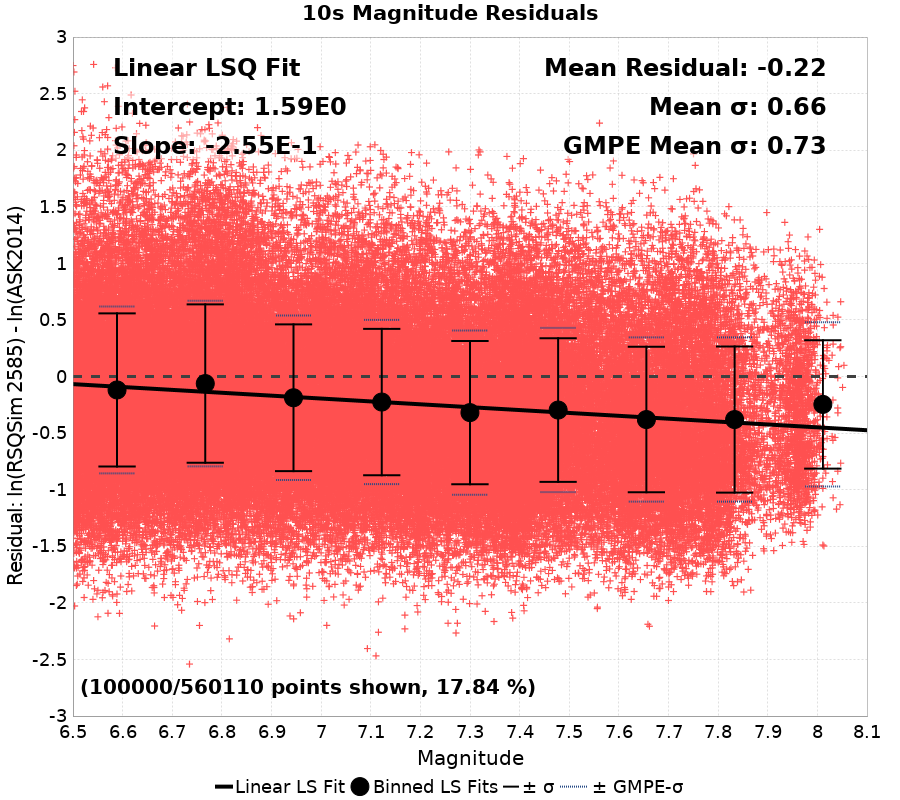 10s Magnitude Residuals
Linear LSQ Fit
Intercept: 1.59E0
Slope: -2.55E-1
Mean Residual: -0.22
Mean σ: 0.66
GMPE Mean σ: 0.73
Residual: ln(RSQSim 2585) - ln(ASK2014)
3
2.5
2
1.5
1
0.5
0
-0.5
-1
-1.5
-2
-2.5
-3
(100000/560110 points shown, 17.84 %)
6.5 6.6 6.7 6.8 6.9 7 7.1 7.2 7.3 7.4 7.5 7.6 7.7 7.8 7.9 8 8.1
Magnitude
Linear LS Fit Binned LS Fits ± σ ± GMPE-σ